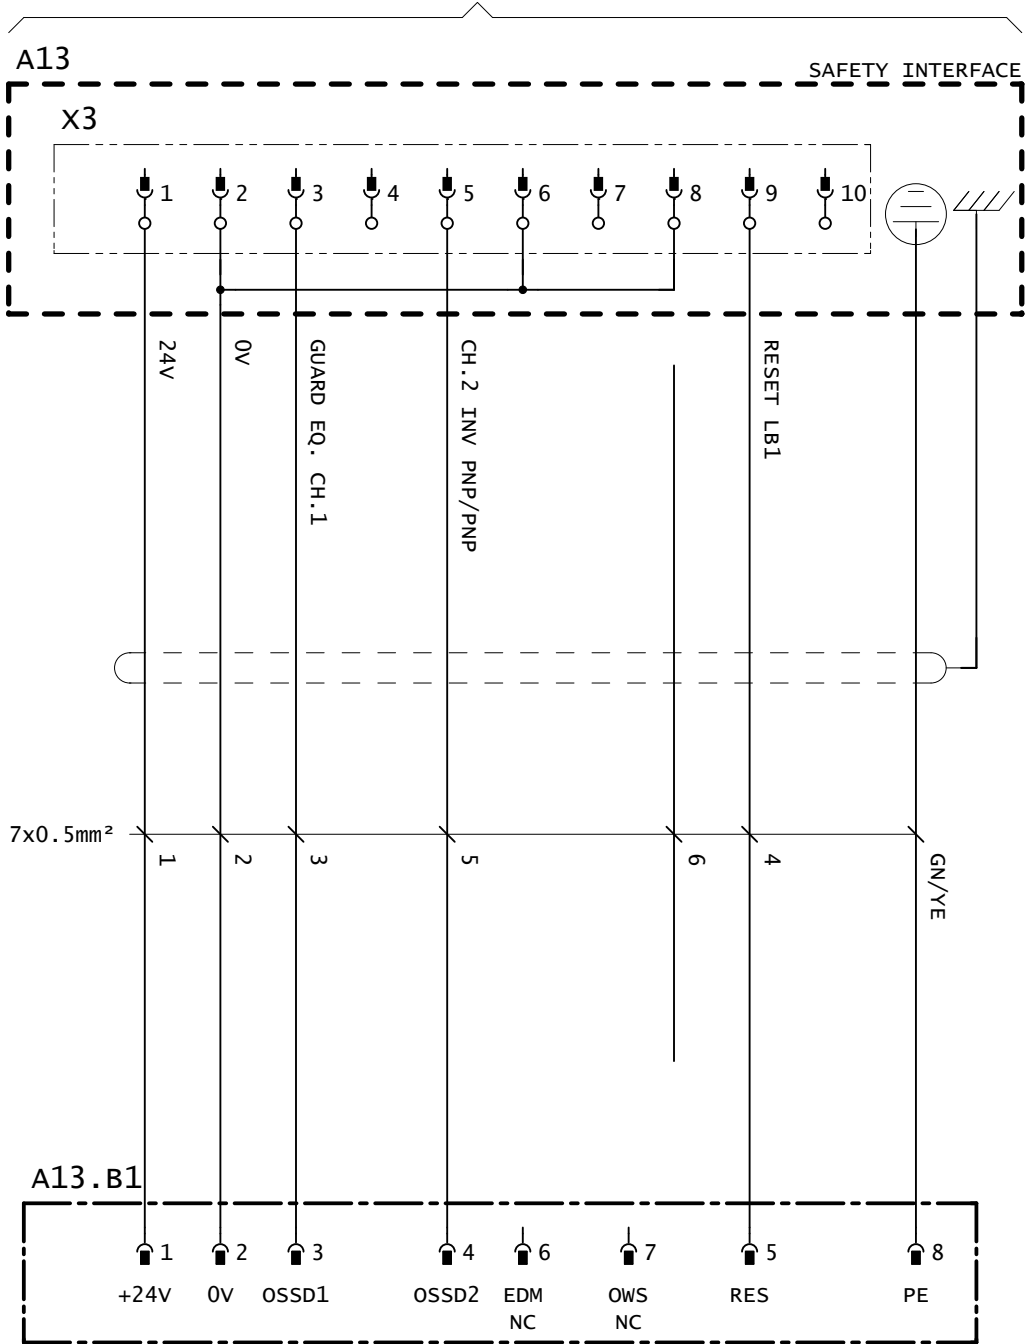 A13
SAFETY INTERFACE
X3
1 2 3 4 5 6 7 8 9 10
24V
0V
GUARD EQ. CH.1
CH.2 INV PNP/PNP
RESET LB1
7x0.5mm²
1 2 3 5 6 4 GN/YE
A13.B1
1 2 3 4 6 7 5 8
+24V 0V OSSD1 OSSD2 EDM OWS RES PE
NC NC